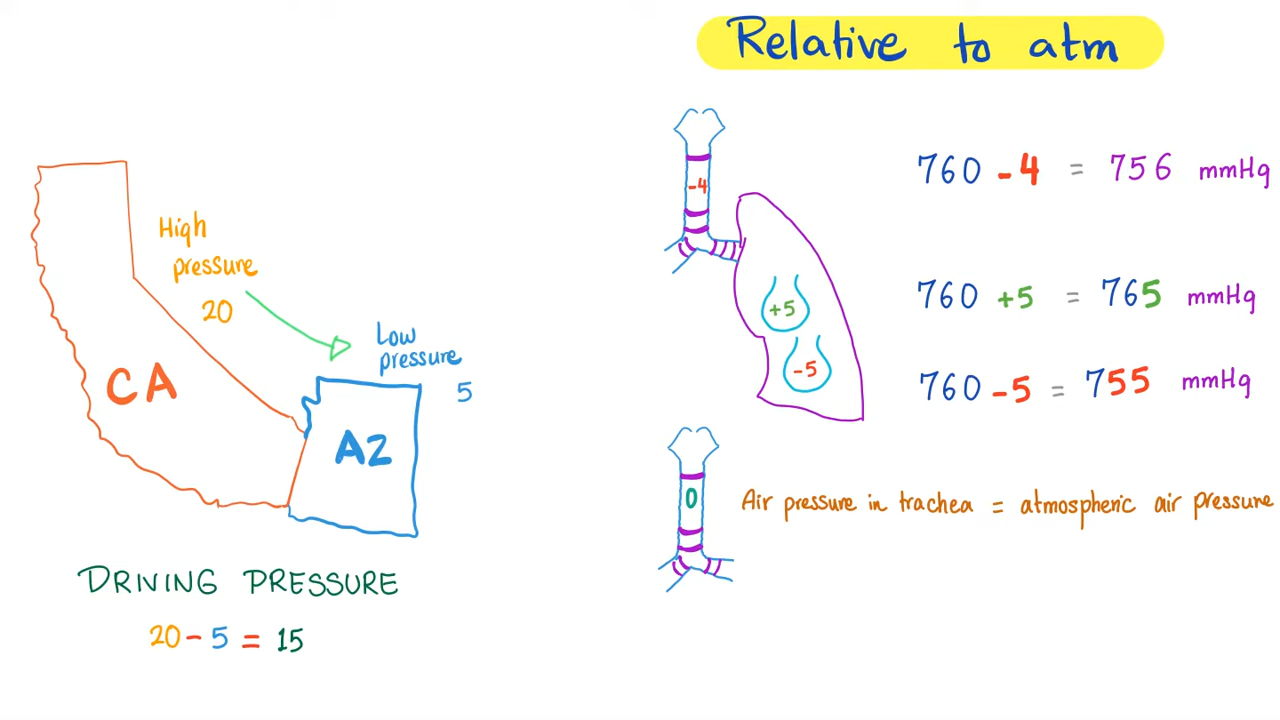 Relative to atm
High
pressure
20
Low
pressure
5
CA
AZ
DRIVING PRESSURE
20 - 5 = 15
-4
760 -4 = 756 mmHg
+5
760 +5 = 765 mmHg
-5
760 -5 = 755 mmHg
0
Air pressure in trachea = atmospheric air pressure